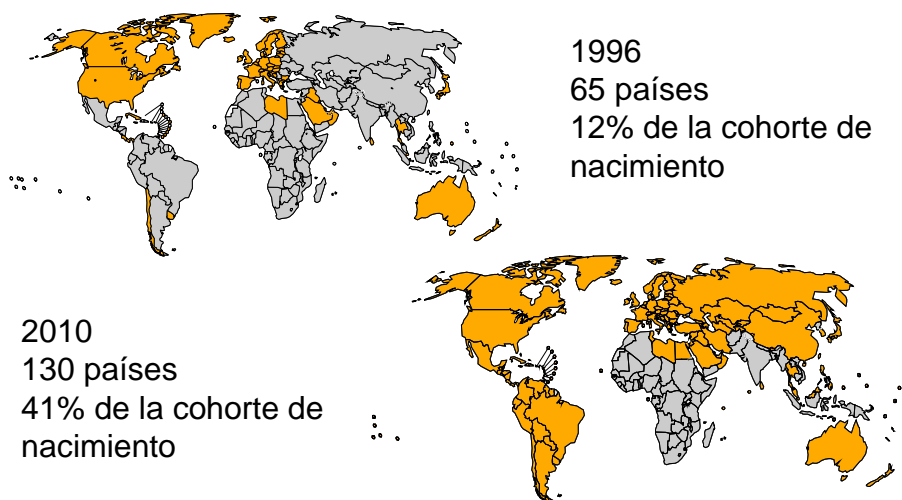 1996
65 países
12% de la cohorte de
nacimiento
2010
130 países
41% de la cohorte de
nacimiento